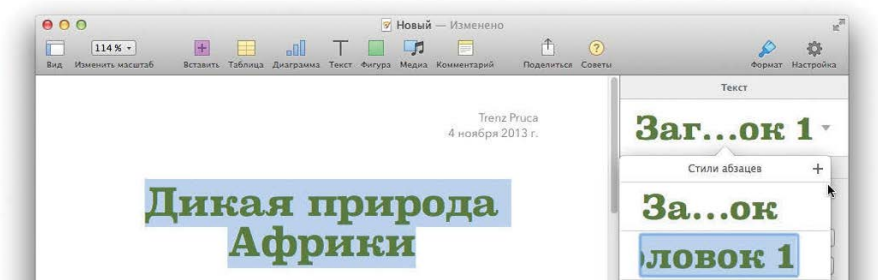 Новый — Изменено
114 %
Вид Изменить масштаб Вставить Таблица Диаграмма Текст Фигура Медиа Комментарий Поделиться Советы Формат Настройка
Текст
Trenz Pruca
4 ноября 2013 г.
Заг...ок 1
Стили абзацев +
Дикая природа
Африки
За...ок
ловок 1